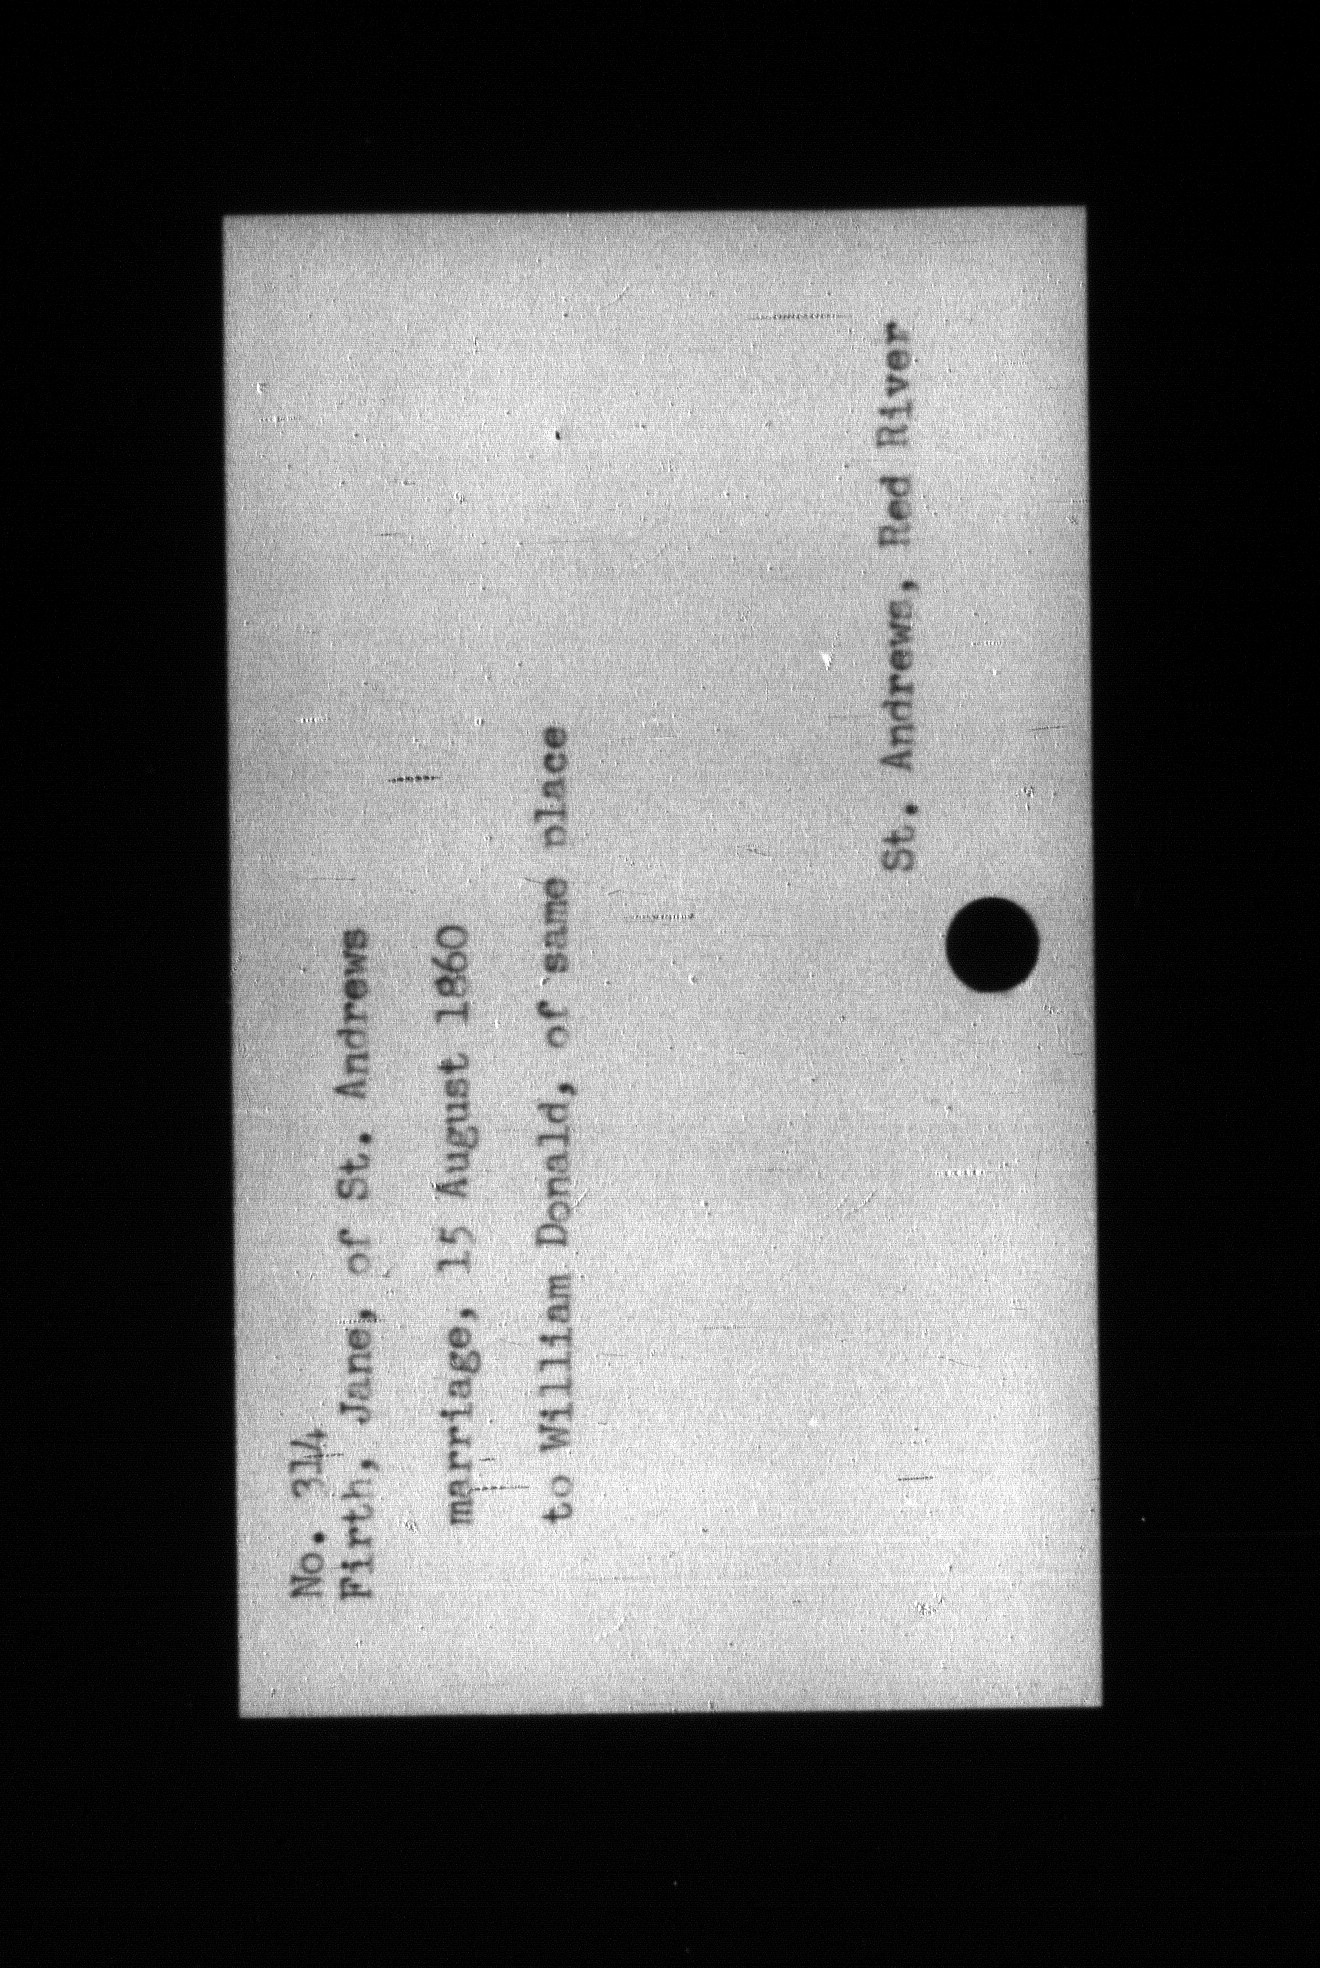 No. 314
Firth, Jane, of St. Andrews
marriage, 15 August 1860
to William Donald, of same place
St. Andrews, Red River